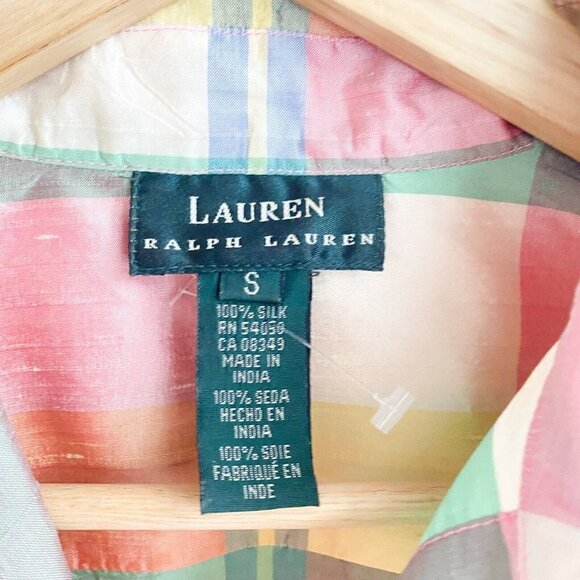 LAUREN
RALPH LAUREN
S
100% SILK
RN 54050
CA 08349
MADE IN
INDIA
100% SEDA
HECHO EN
INDIA
100% SOIE
FABRIQUÉ EN
INDE